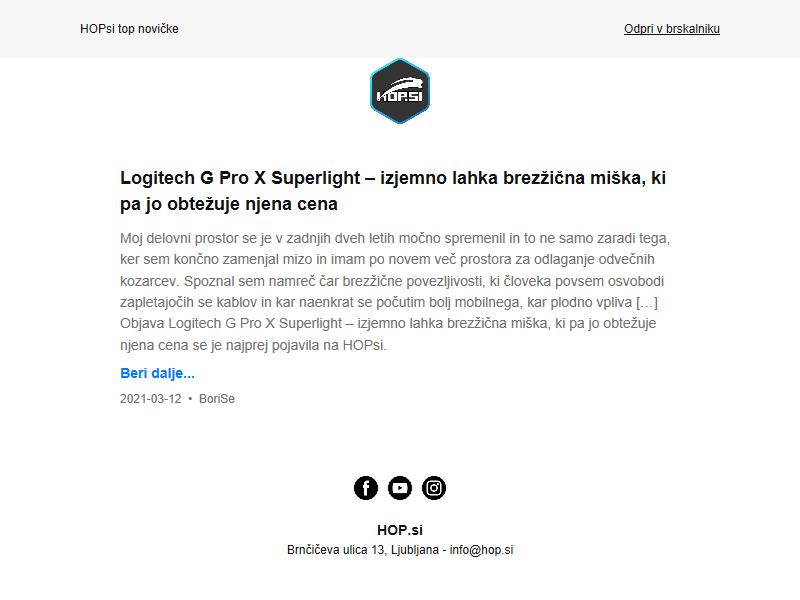 HOPsi top novičke
Odpri v brskalniku
HOP.SI
Logitech G Pro X Superlight – izjemno lahka brezžična miška, ki
pa jo obtežuje njena cena
Moj delovni prostor se je v zadnjih dveh letih močno spremenil in to ne samo zaradi tega,
ker sem končno zamenjal mizo in imam po novem več prostora za odlaganje odvečnih
kozarcev. Spoznal sem namreč čar brezžične povezljivosti, ki človeka povsem osvobodi
zapletajočih se kablov in kar naenkrat se počutim bolj mobilnega, kar plodno vpliva […]
Objava Logitech G Pro X Superlight – izjemno lahka brezžična miška, ki pa jo obtežuje
njena cena se je najprej pojavila na HOPsi.
Beri dalje...
2021-03-12 • BoriSe
HOP.si
Brnčičeva ulica 13, Ljubljana - info@hop.si